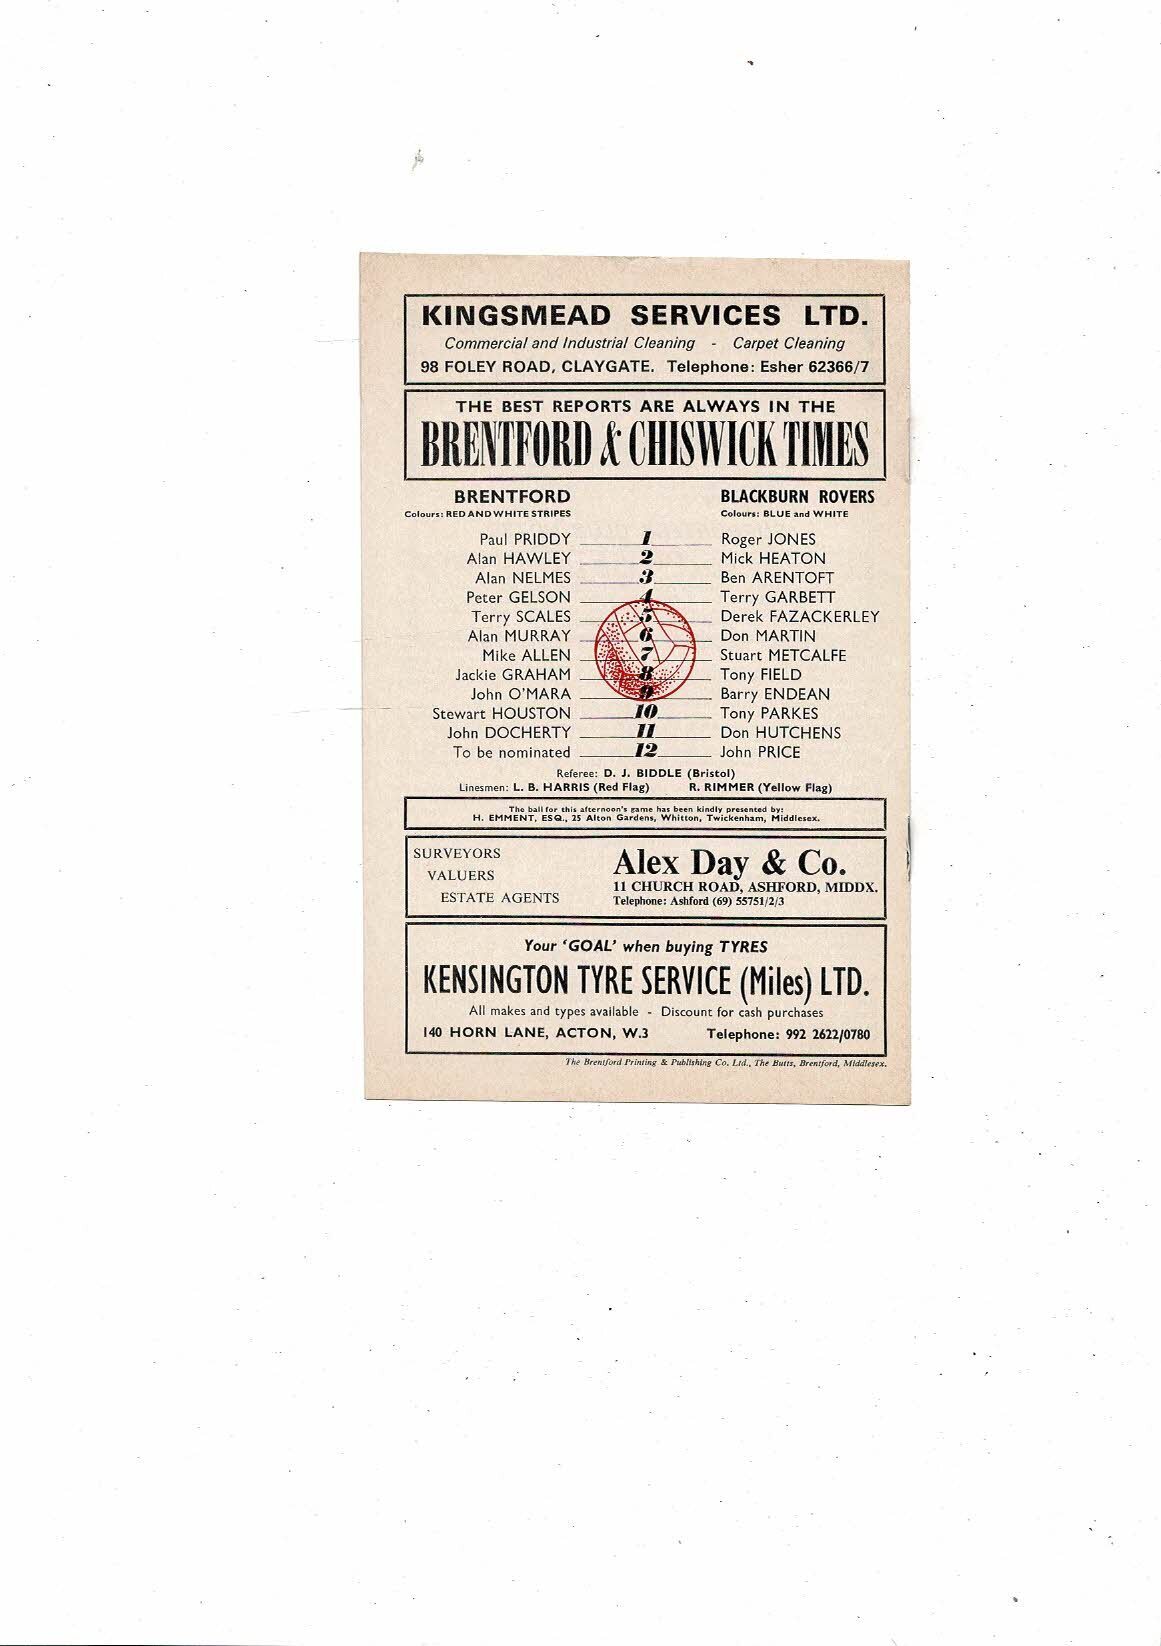 KINGSMEAD SERVICES LTD.
Commercial and Industrial Cleaning - Carpet Cleaning
98 FOLEY ROAD, CLAYGATE. Telephone: Esher 62366/7
THE BEST REPORTS ARE ALWAYS IN THE
BRENTFORD & CHISWICK TIMES
BRENTFORD BLACKBURN ROVERS
Colours: RED AND WHITE STRIPES Colours: BLUE and WHITE
Paul PRIDDY 1 Roger JONES
Alan HAWLEY 2 Mick HEATON
Alan NELMES 3 Ben ARENTOFT
Peter GELSON 4 Terry GARBETT
Terry SCALES 5 Derek FAZACKERLEY
Alan MURRAY 6 Don MARTIN
Mike ALLEN 7 Stuart METCALFE
Jackie GRAHAM 8 Tony FIELD
John O'MARA 9 Barry ENDEAN
Stewart HOUSTON 10 Tony PARKES
John DOCHERTY 11 Don HUTCHENS
To be nominated 12 John PRICE
Referee: D. J. BIDDLE (Bristol)
Linesmen: L. B. HARRIS (Red Flag) R. RIMMER (Yellow Flag)
The ball for this afternoon's game has been kindly presented by:
H. EMMENT, ESQ., 25 Alton Gardens, Whitton, Twickenham, Middlesex.
SURVEYORS
VALUERS
ESTATE AGENTS
Alex Day & Co.
11 CHURCH ROAD, ASHFORD, MIDDX.
Telephone: Ashford (69) 55751/2/3
Your 'GOAL' when buying TYRES
KENSINGTON TYRE SERVICE (Miles) LTD.
All makes and types available - Discount for cash purchases
140 HORN LANE, ACTON, W.3 Telephone: 992 2622/0780
The Brentford Printing & Publishing Co. Ltd., The Butts, Brentford, Middlesex.